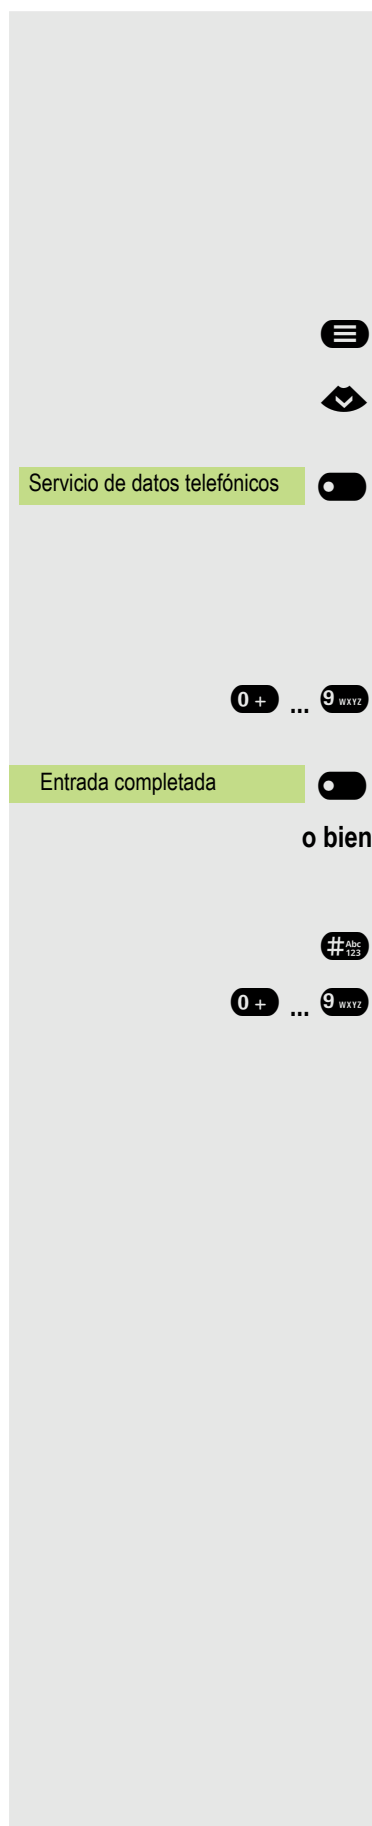 Servicio de datos telefónicos
0 + ... 9 WXYZ
Entrada completada
o bien
# Abc 123
0 + ... 9 WXYZ